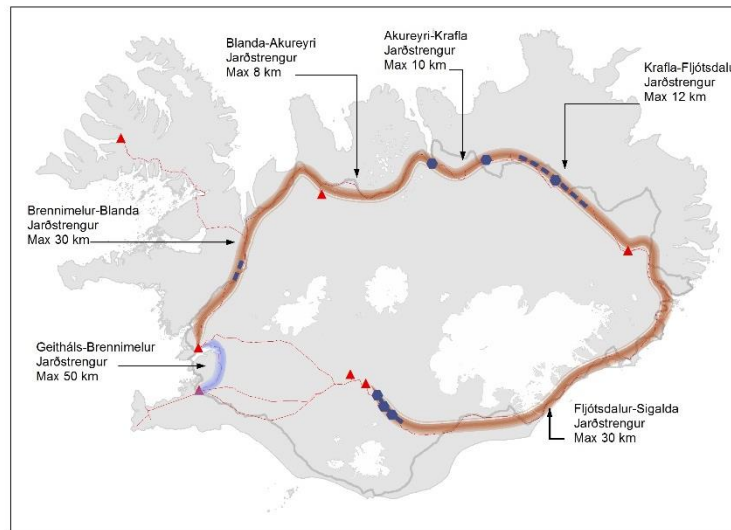 Blanda-Akureyri
Jarðstrengur
Max 8 km
Akureyri-Krafla
Jarðstrengur
Max 10 km
Krafla-Fljótsdalur
Jarðstrengur
Max 12 km
Brennimelur-Blanda
Jarðstrengur
Max 30 km
Geitháls-Brennimelur
Jarðstrengur
Max 50 km
Fljótsdalur-Sigalda
Jarðstrengur
Max 30 km